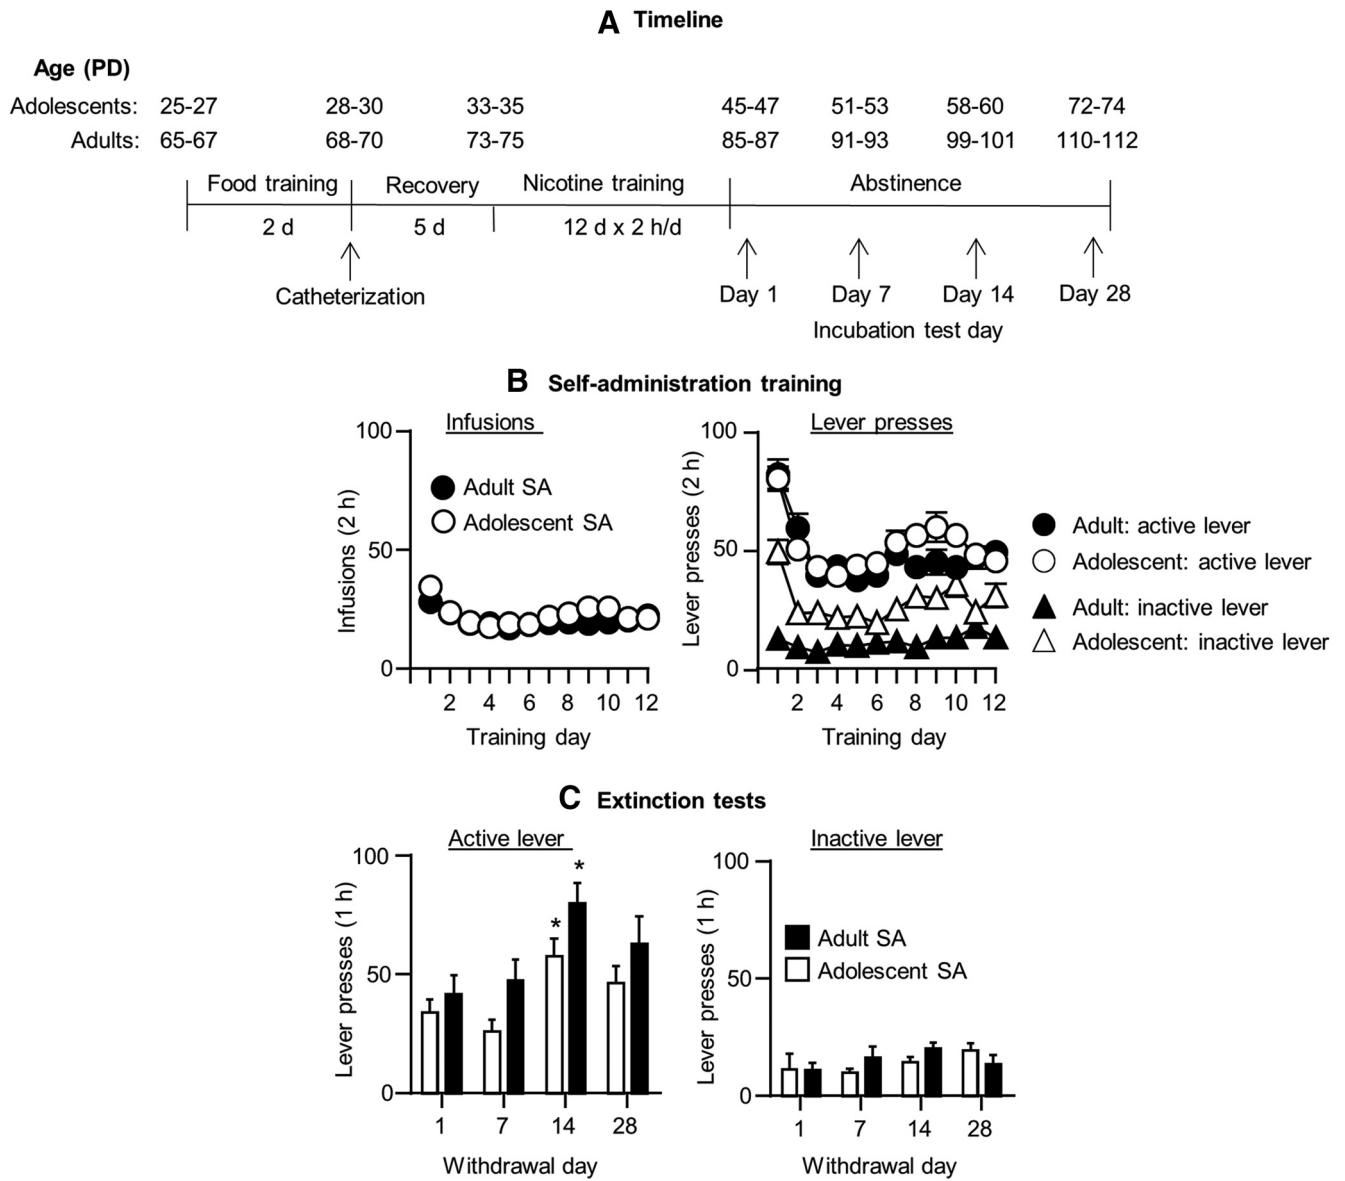 A Timeline
Age (PD)
Adolescents: 25-27 28-30 33-35 45-47 51-53 58-60 72-74
Adults: 65-67 68-70 73-75 85-87 91-93 99-101 110-112
Food training Recovery Nicotine training Abstinence
2 d 5 d 12 d x 2 h/d
Catheterization
Day 1 Day 7 Day 14 Day 28
Incubation test day
B Self-administration training
Infusions
100
50
0
Infusions (2 h)
Adult SA
Adolescent SA
2 4 6 8 10 12
Training day
Lever presses
100
50
0
Lever presses (2 h)
2 4 6 8 10 12
Training day
Adult: active lever
Adolescent: active lever
Adult: inactive lever
Adolescent: inactive lever
C Extinction tests
Active lever
100
50
0
Lever presses (1 h)
* *
1 7 14 28
Withdrawal day
Inactive lever
100
50
0
Lever presses (1 h)
Adult SA
Adolescent SA
1 7 14 28
Withdrawal day